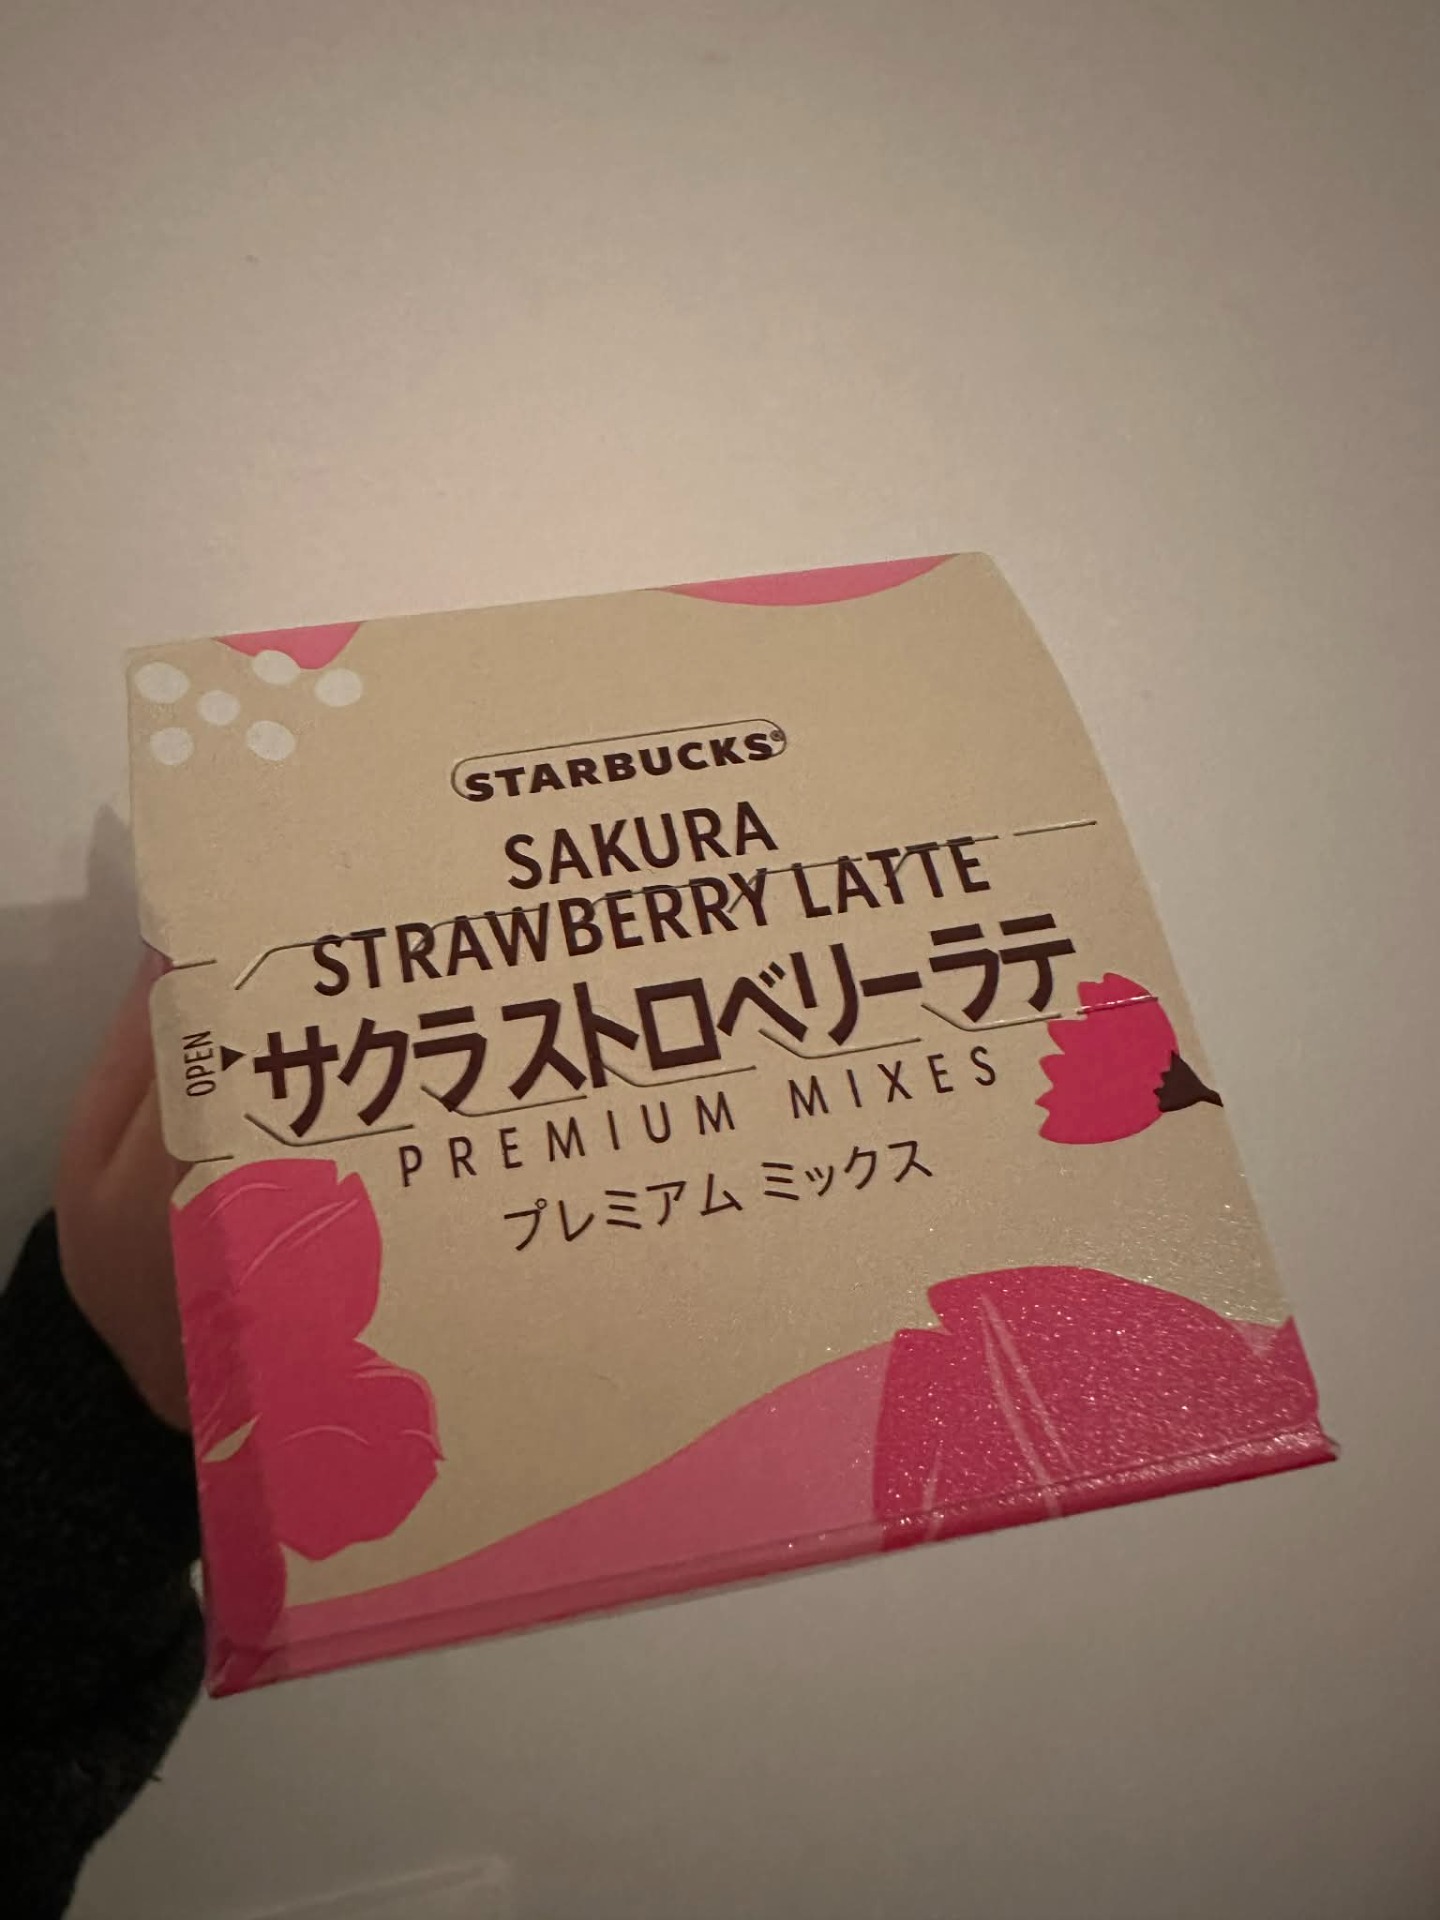 STARBUCKS®
SAKURA
STRAWBERRY LATTE
サクラストロベリーラテ
PREMIUM MIXES
プレミアム ミックス
OPEN